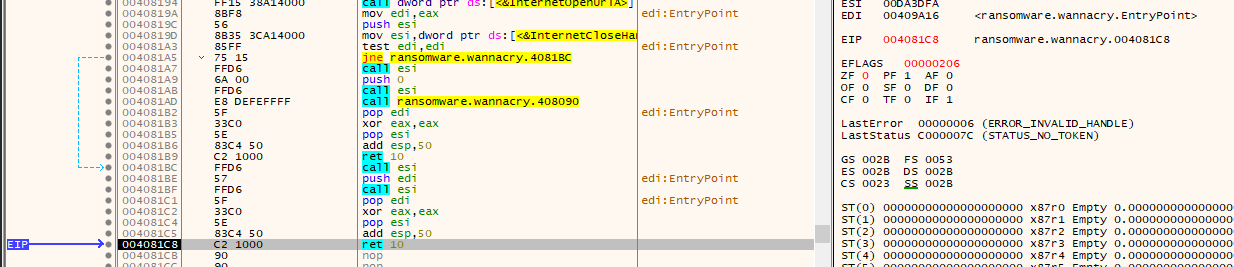 00408194 FF15 38A14000 call dword ptr ds:[<&InternetOpenUrlA>]
0040819A 8BF8 mov edi,eax edi:EntryPoint
0040819C 56 push esi
0040819D 8B35 3CA14000 mov esi,dword ptr ds:[<&InternetCloseHan
004081A3 85FF test edi,edi edi:EntryPoint
004081A5 75 15 jne ransomware.wannacry.4081BC
004081A7 FFD6 call esi
004081A9 6A 00 push 0
004081AB FFD6 call esi
004081AD E8 DEFEFFFF call ransomware.wannacry.408090
004081B2 5F pop edi edi:EntryPoint
004081B3 33C0 xor eax,eax
004081B5 5E pop esi
004081B6 83C4 50 add esp,50
004081B9 C2 1000 ret 10
004081BC FFD6 call esi
004081BE 57 push edi edi:EntryPoint
004081BF FFD6 call esi
004081C1 5F pop edi edi:EntryPoint
004081C2 33C0 xor eax,eax
004081C4 5E pop esi
004081C5 83C4 50 add esp,50
EIP 004081C8 C2 1000 ret 10
004081CB 90 nop
004081CC 90 nop
ESI 00DA3DFA
EDI 00409A16 <ransomware.wannacry.EntryPoint>
EIP 004081C8 ransomware.wannacry.004081C8
EFLAGS 00000206
ZF 0 PF 1 AF 0
OF 0 SF 0 DF 0
CF 0 TF 0 IF 1
LastError 00000006 (ERROR_INVALID_HANDLE)
LastStatus C000007C (STATUS_NO_TOKEN)
GS 002B FS 0053
ES 002B DS 002B
CS 0023 SS 002B
ST(0) 00000000000000000000 x87r0 Empty 0.000000000000000
ST(1) 00000000000000000000 x87r1 Empty 0.000000000000000
ST(2) 00000000000000000000 x87r2 Empty 0.000000000000000
ST(3) 00000000000000000000 x87r3 Empty 0.000000000000000
ST(4) 00000000000000000000 x87r4 Empty 0.000000000000000